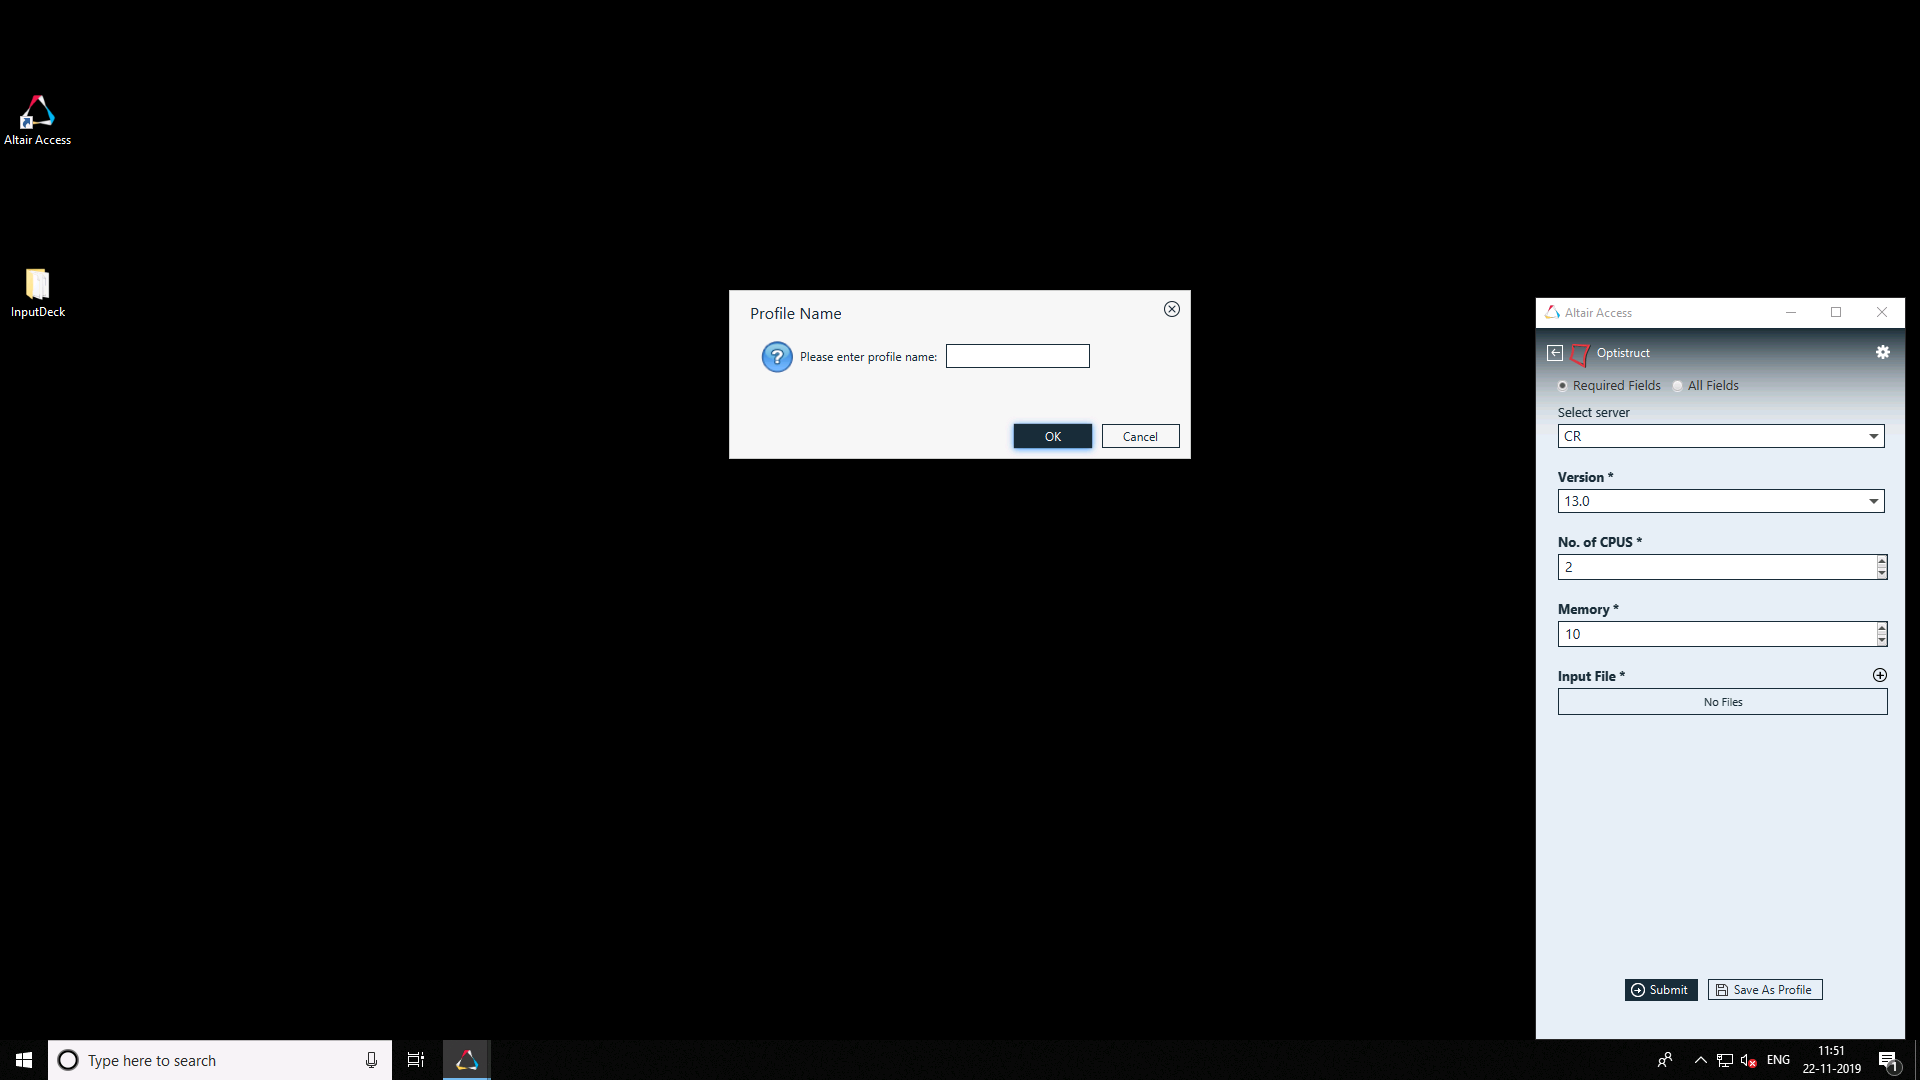 Altair Access
InputDeck
Profile Name
Please enter profile name:
OK
Cancel
Altair Access
Optistruct
Required Fields
All Fields
Select server
CR
Version *
13.0
No. of CPUS *
2
Memory *
10
Input File *
No Files
Submit
Save As Profile
Type here to search
ENG
11:51
22-11-2019
1